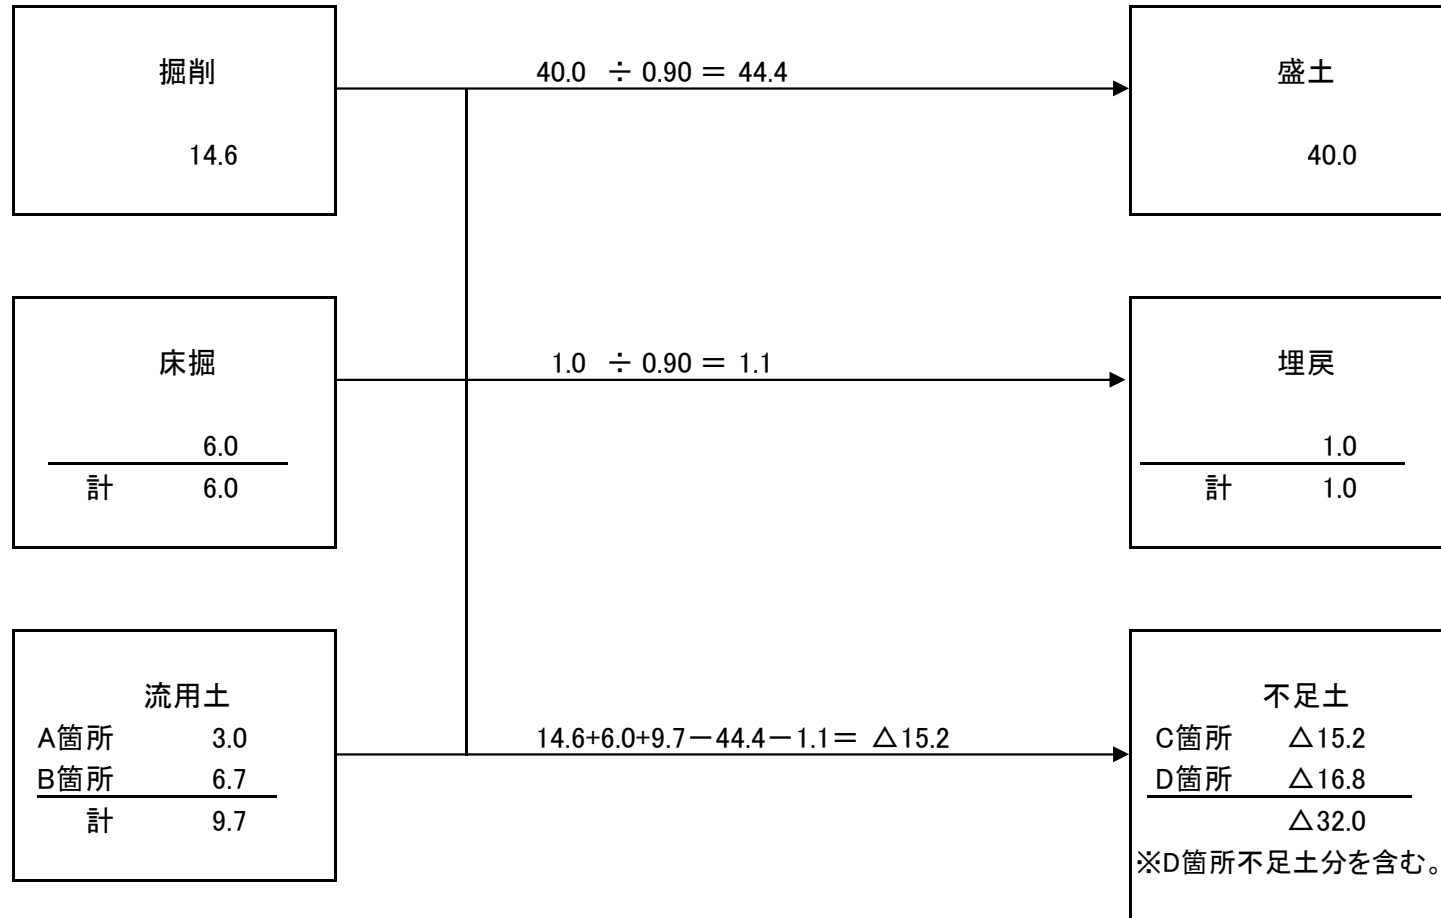 掘削
14.6
40.0 ÷ 0.90 = 44.4
盛土
40.0
床掘
6.0
計 6.0
1.0 ÷ 0.90 = 1.1
埋戻
1.0
計 1.0
流用土
A箇所 3.0
B箇所 6.7
計 9.7
14.6+6.0+9.7-44.4-1.1= △15.2
不足土
C箇所 △15.2
D箇所 △16.8
△32.0
※D箇所不足土分を含む。